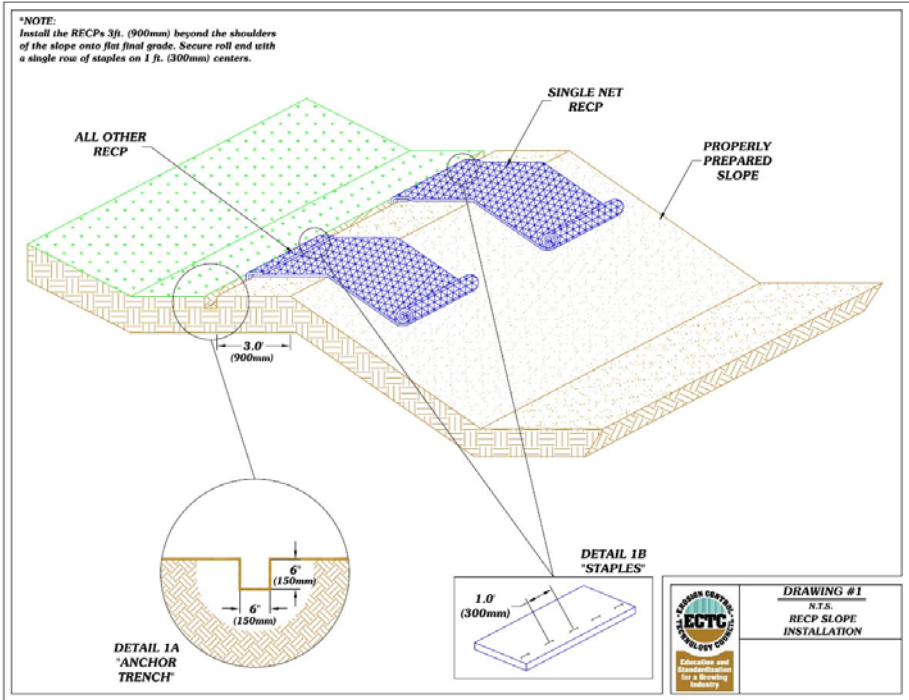 *NOTE:
Install the RECPs 3ft. (900mm) beyond the shoulders
of the slope onto flat final grade. Secure roll end with
a single row of staples on 1 ft. (300mm) centers.
SINGLE NET
RECP
ALL OTHER
RECP
PROPERLY
PREPARED
SLOPE
3.0'
(900mm)
6"
(150mm)
6"
(150mm)
DETAIL 1A
"ANCHOR
TRENCH"
DETAIL 1B
"STAPLES"
1.0'
(300mm)
EROSION CONTROL
ECTC
TECHNOLOGY COUNCIL
Education and
Standardization
for a Growing
Industry
DRAWING #1
N.T.S.
RECP SLOPE
INSTALLATION